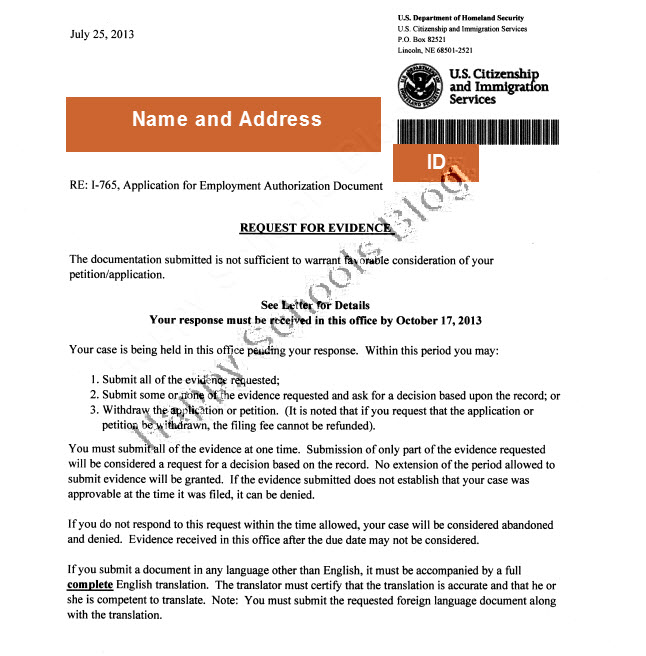 July 25, 2013
U.S. Department of Homeland Security
U.S. Citizenship and Immigration Services
P.O. Box 82521
Lincoln, NE 68501-2521
U.S. Citizenship
and Immigration
Services
Name and Address
ID
RE: I-765, Application for Employment Authorization Document
REQUEST FOR EVIDENCE
The documentation submitted is not sufficient to warrant favorable consideration of your
petition/application.
See Letter for Details
Your response must be received in this office by October 17, 2013
Your case is being held in this office pending your response. Within this period you may:
1. Submit all of the evidence requested;
2. Submit some or none of the evidence requested and ask for a decision based upon the record; or
3. Withdraw the application or petition. (It is noted that if you request that the application or
petition be withdrawn, the filing fee cannot be refunded).
You must submit all of the evidence at one time. Submission of only part of the evidence requested
will be considered a request for a decision based on the record. No extension of the period allowed to
submit evidence will be granted. If the evidence submitted does not establish that your case was
approvable at the time it was filed, it can be denied.
If you do not respond to this request within the time allowed, your case will be considered abandoned
and denied. Evidence received in this office after the due date may not be considered.
If you submit a document in any language other than English, it must be accompanied by a full
complete English translation. The translator must certify that the translation is accurate and that he or
she is competent to translate. Note: You must submit the requested foreign language document along
with the translation.
Happy Schools Blog